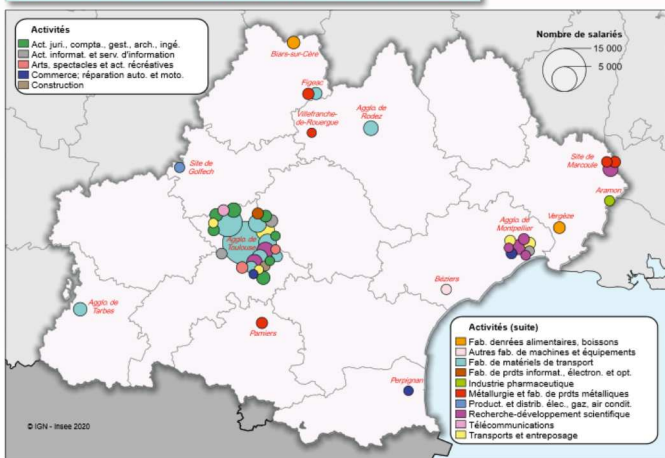 Activités
Act. juri., compta., gest., arch., ingé.
Act. informat. et serv. d'information
Arts, spectacles et act. récréatives
Commerce; réparation auto. et moto.
Construction
Nombre de salariés
15 000
5 000
Biars-sur-Cère
Figeac
Villefranche-
de-Rouergue
Agglo de
Rodez
Site de
Golfech
Site de
Marcoule
Aramon
Agglo de
Toulouse
Agglo de
Montpellier
Vergèze
Béziers
Agglo de
Tarbes
Pamiers
Perpignan
Activités (suite)
Fab. denrées alimentaires, boissons
Autres fab. de machines et équipements
Fab. de matériels de transport
Fab. de prdts informat., électron. et opt.
Industrie pharmaceutique
Métallurgie et fab. de prdts métalliques
Product. et distrib. élec., gaz, air condit.
Recherche-développement scientifique
Télécommunications
Transports et entreposage
© IGN - Insee 2020